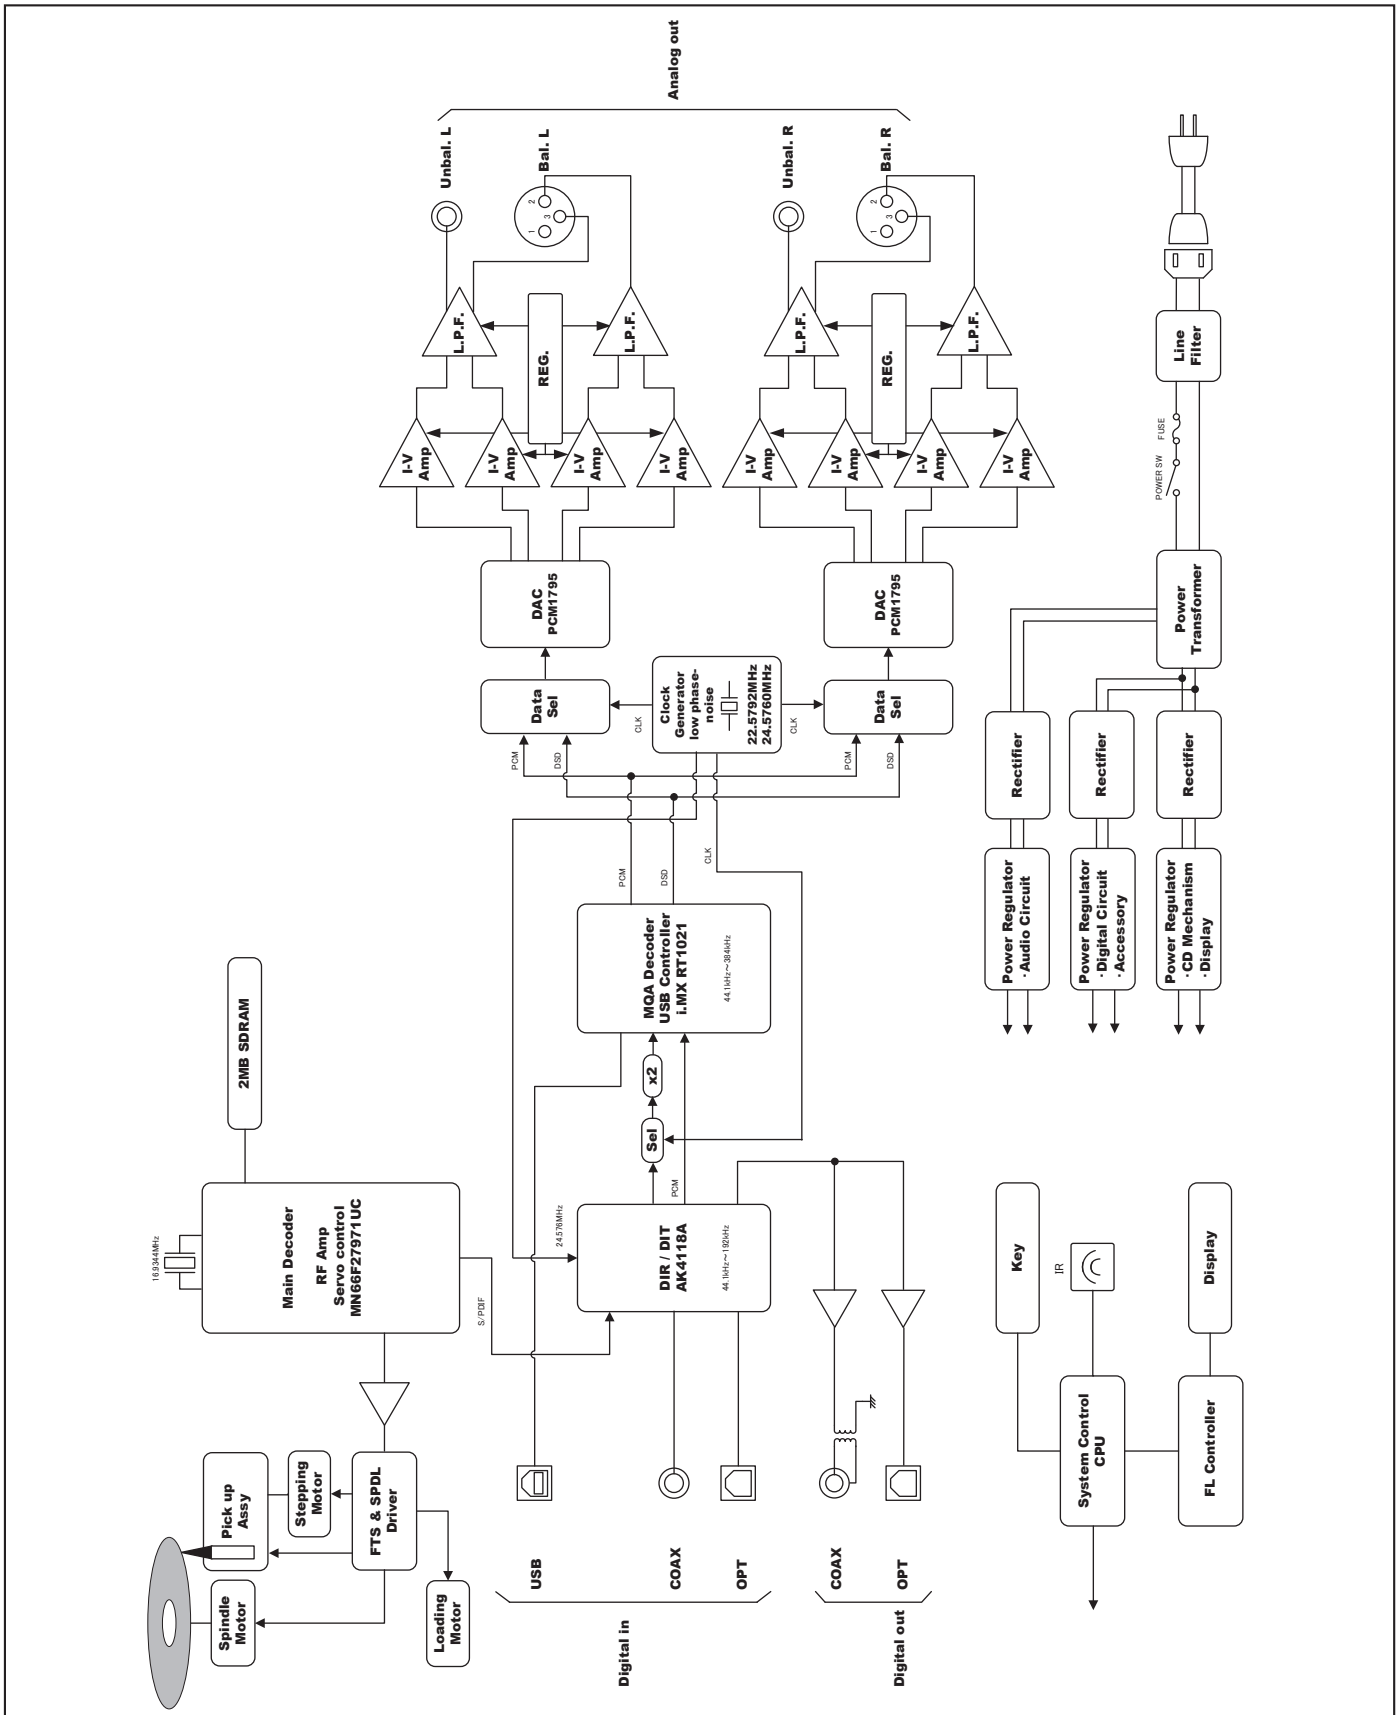 Spindle
Motor
Pick up
Assy
Stepping
Motor
FTS & SPDL
Driver
Loading
Motor
16.9344MHz
Main Decoder
RF Amp
Servo control
MN66F27971UC
2MB SDRAM
S/PDIF
Digital in
USB
COAX
OPT
24.576MHz
DIR / DIT
AK4118A
44.1kHz～192kHz
PCM
Sel
x2
MQA Decoder
USB Controller
i.MX RT1021
44.1kHz～384kHz
PCM
DSD
CLK
Digital out
COAX
OPT
PCM
DSD
CLK
Clock
Generator
low phase-
noise
22.5792MHz
24.5760MHz
CLK
PCM
DSD
Data
Sel
DAC
PCM1795
I-V
Amp
I-V
Amp
I-V
Amp
I-V
Amp
REG.
L.P.F.
L.P.F.
1
2
3
Unbal. L
Bal. L
Data
Sel
DAC
PCM1795
I-V
Amp
I-V
Amp
I-V
Amp
I-V
Amp
REG.
L.P.F.
L.P.F.
1
2
3
Unbal. R
Bal. R
Analog out
Key
IR
Display
System Control
CPU
FL Controller
Power Regulator
· Audio Circuit
Power Regulator
· Digital Circuit
· Accessory
Power Regulator
· CD Mechanism
· Display
Rectifier
Rectifier
Rectifier
Power
Transformer
POWER SW
FUSE
Line
Filter